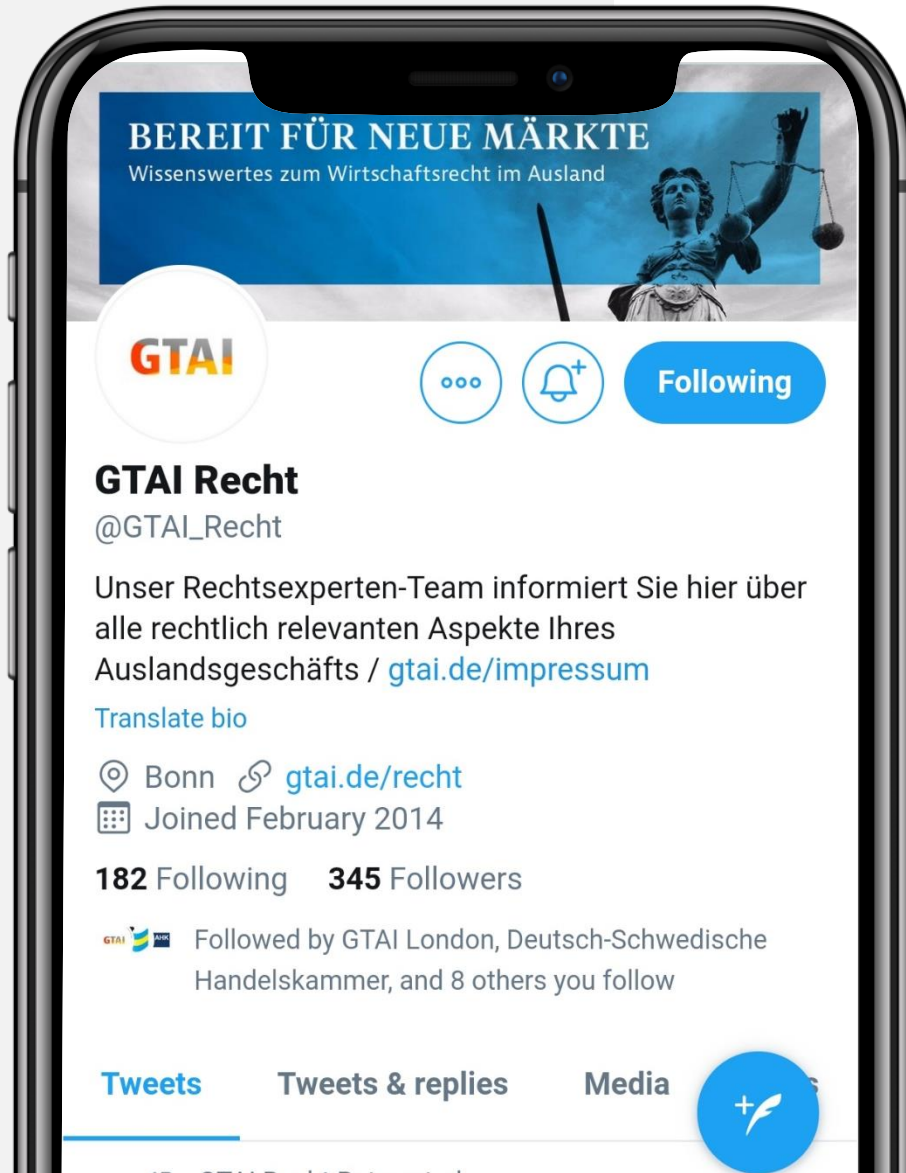 BEREIT FÜR NEUE MÄRKTE
Wissenswertes zum Wirtschaftsrecht im Ausland
GTAI
Following
GTAI Recht
@GTAI_Recht
Unser Rechtsexperten-Team informiert Sie hier über
alle rechtlich relevanten Aspekte Ihres
Auslandsgeschäfts / gtai.de/impressum
Translate bio
Bonn gtai.de/recht
Joined February 2014
182 Following 345 Followers
GTAI AHK Followed by GTAI London, Deutsch-Schwedische
Handelskammer, and 8 others you follow
Tweets Tweets & replies Media